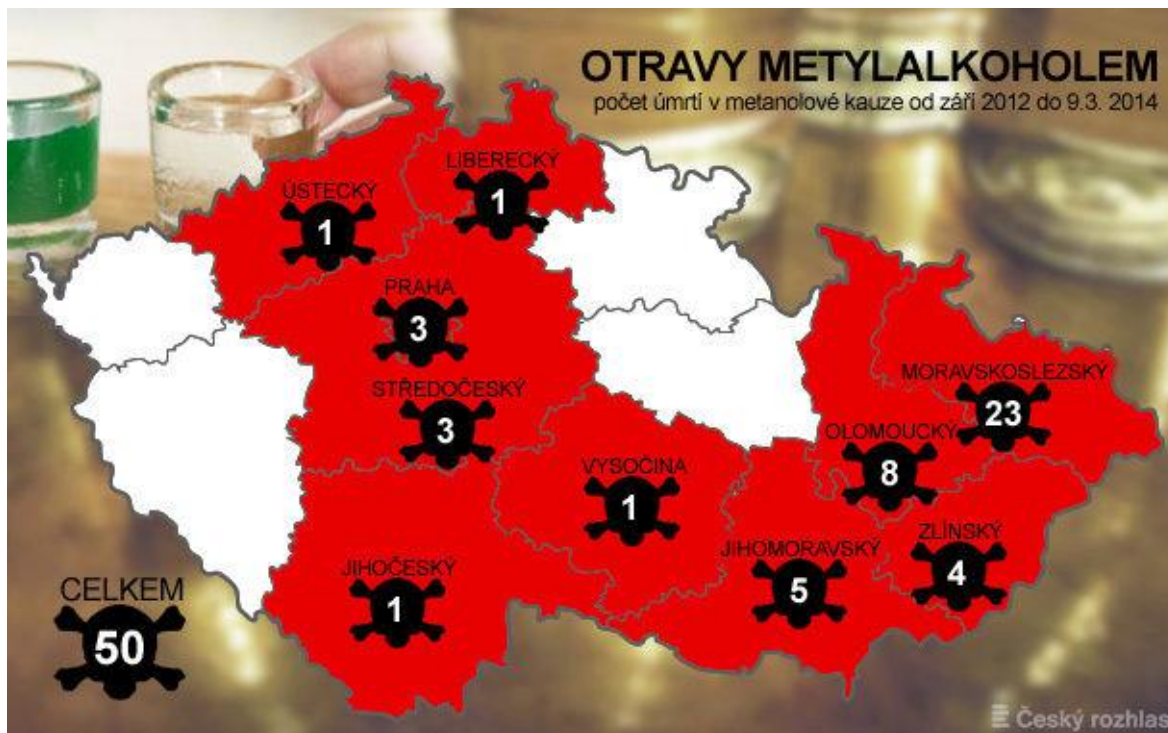 OTRAVY METYLALKOHOLEM
počet úmrtí v metanolové kauze od září 2012 do 9.3. 2014
LIBERECKÝ
1
ÚSTECKÝ
1
PRAHA
3
STŘEDOČESKÝ
3
MORAVSKOSLEZSKÝ
23
OLOMOUCKÝ
8
VYSOČINA
1
ZLÍNSKÝ
4
JIHOMORAVSKÝ
5
JIHOČESKÝ
1
CELKEM
50
Český rozhlas